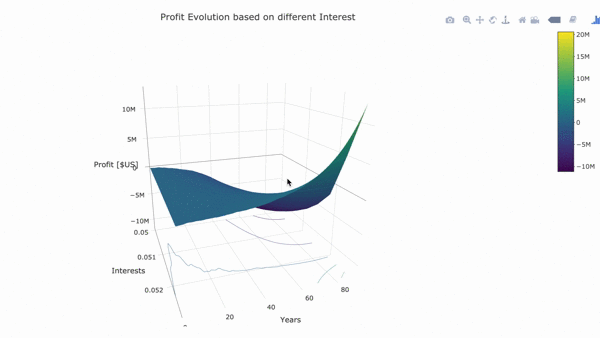 Profit Evolution based on different Interest
20M
15M
10M
5M
0
−5M
−10M
10M
5M
Profit [$US]
0
−5M
−10M
0.05
0.051
0.052
Interests
20
40
60
80
Years